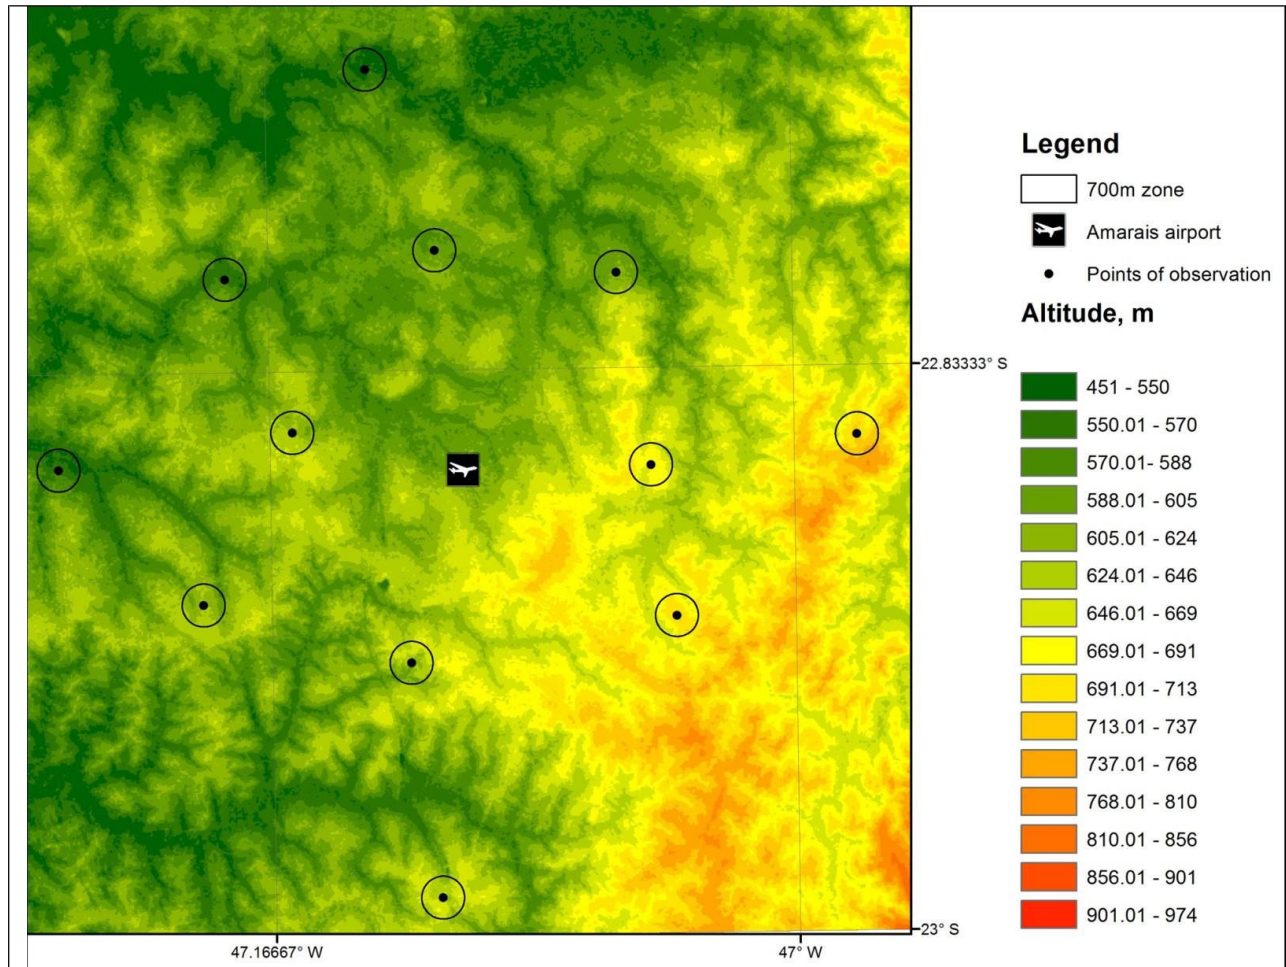 Legend
700m zone
Amarais airport
Points of observation
Altitude, m
22.83333° S
451 - 550
550.01 - 570
570.01- 588
588.01 - 605
605.01 - 624
624.01 - 646
646.01 - 669
669.01 - 691
691.01 - 713
713.01 - 737
737.01 - 768
768.01 - 810
810.01 - 856
856.01 - 901
901.01 - 974
23° S
47.16667° W
47° W